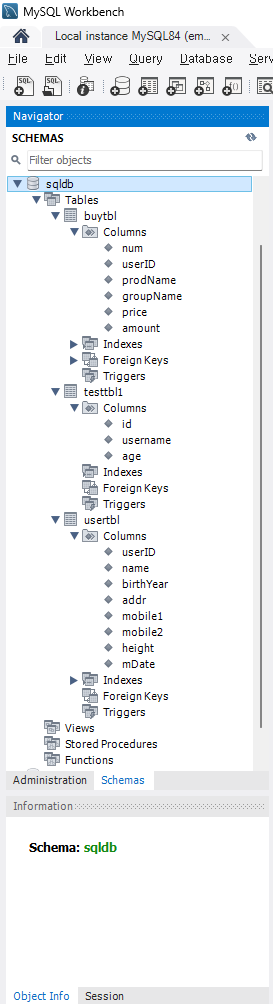 MySQL Workbench
Local instance MySQL84 (em... ×
File Edit View Query Database Server
Navigator
SCHEMAS
Filter objects
sqldb
Tables
buytbl
Columns
num
userID
prodName
groupName
price
amount
Indexes
Foreign Keys
Triggers
testtbl1
Columns
id
username
age
Indexes
Foreign Keys
Triggers
usertbl
Columns
userID
name
birthYear
addr
mobile1
mobile2
height
mDate
Indexes
Foreign Keys
Triggers
Views
Stored Procedures
Functions
Administration Schemas
Information
Schema: sqldb
Object Info Session